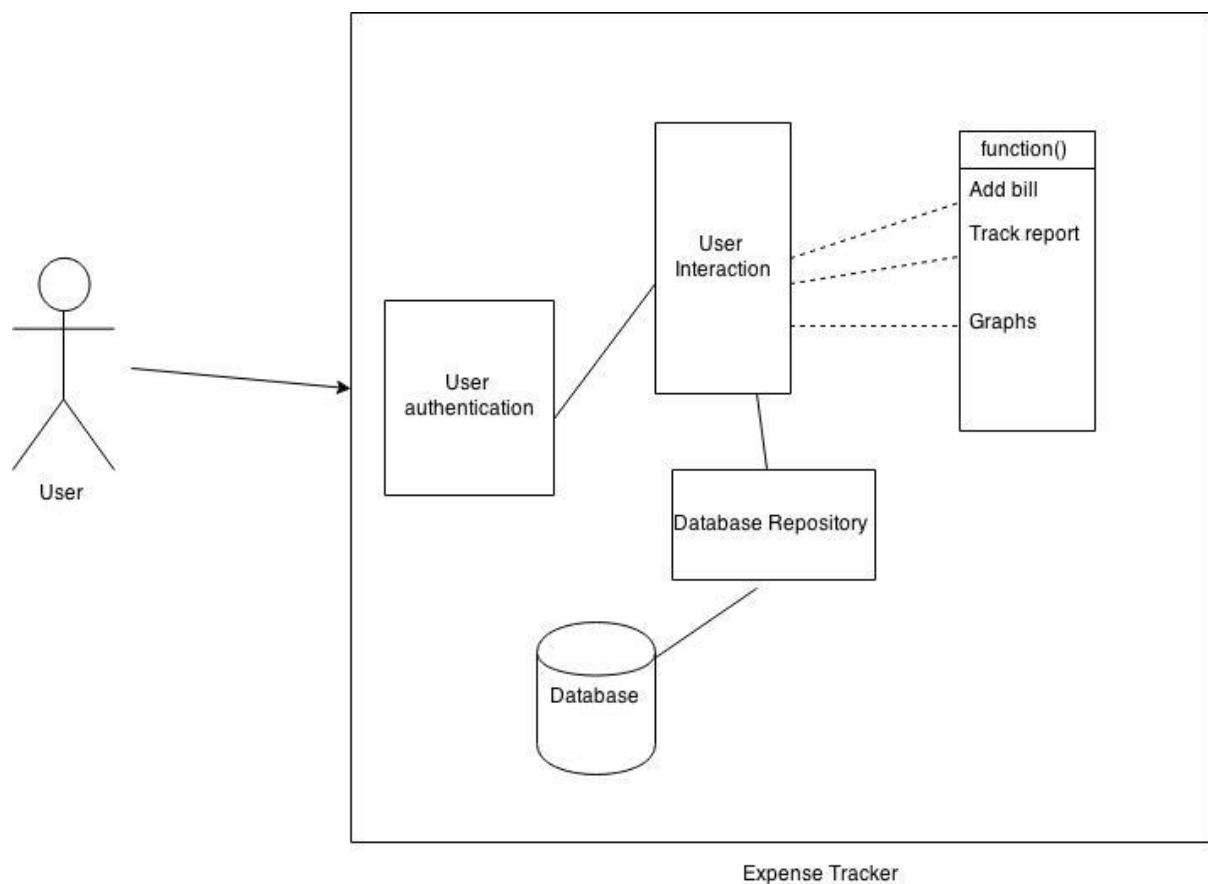 function()
Add bill
Track report
Graphs
User
Interaction
User
authentication
User
Database Repository
Database
Expense Tracker